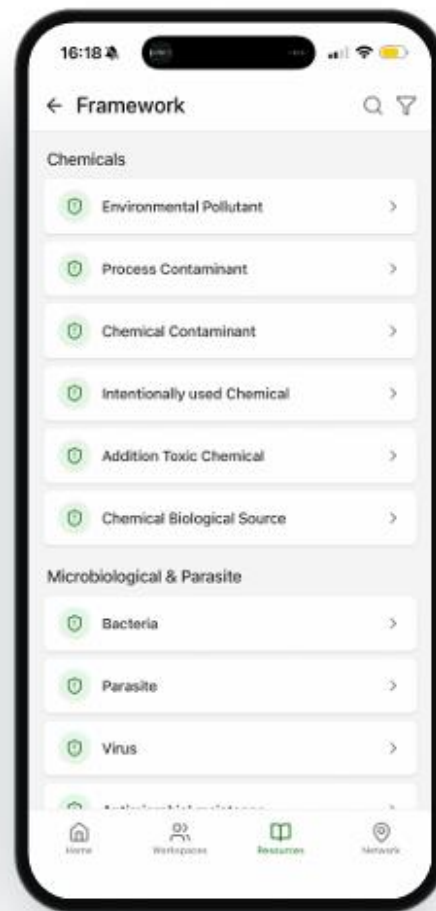 16:18
Framework
Chemicals
Environmental Pollutant
Process Contaminant
Chemical Contaminant
Intentionally used Chemical
Addition Toxic Chemical
Chemical Biological Source
Microbiological & Parasite
Bacteria
Parasite
Virus
Home Workspaces Resources Network